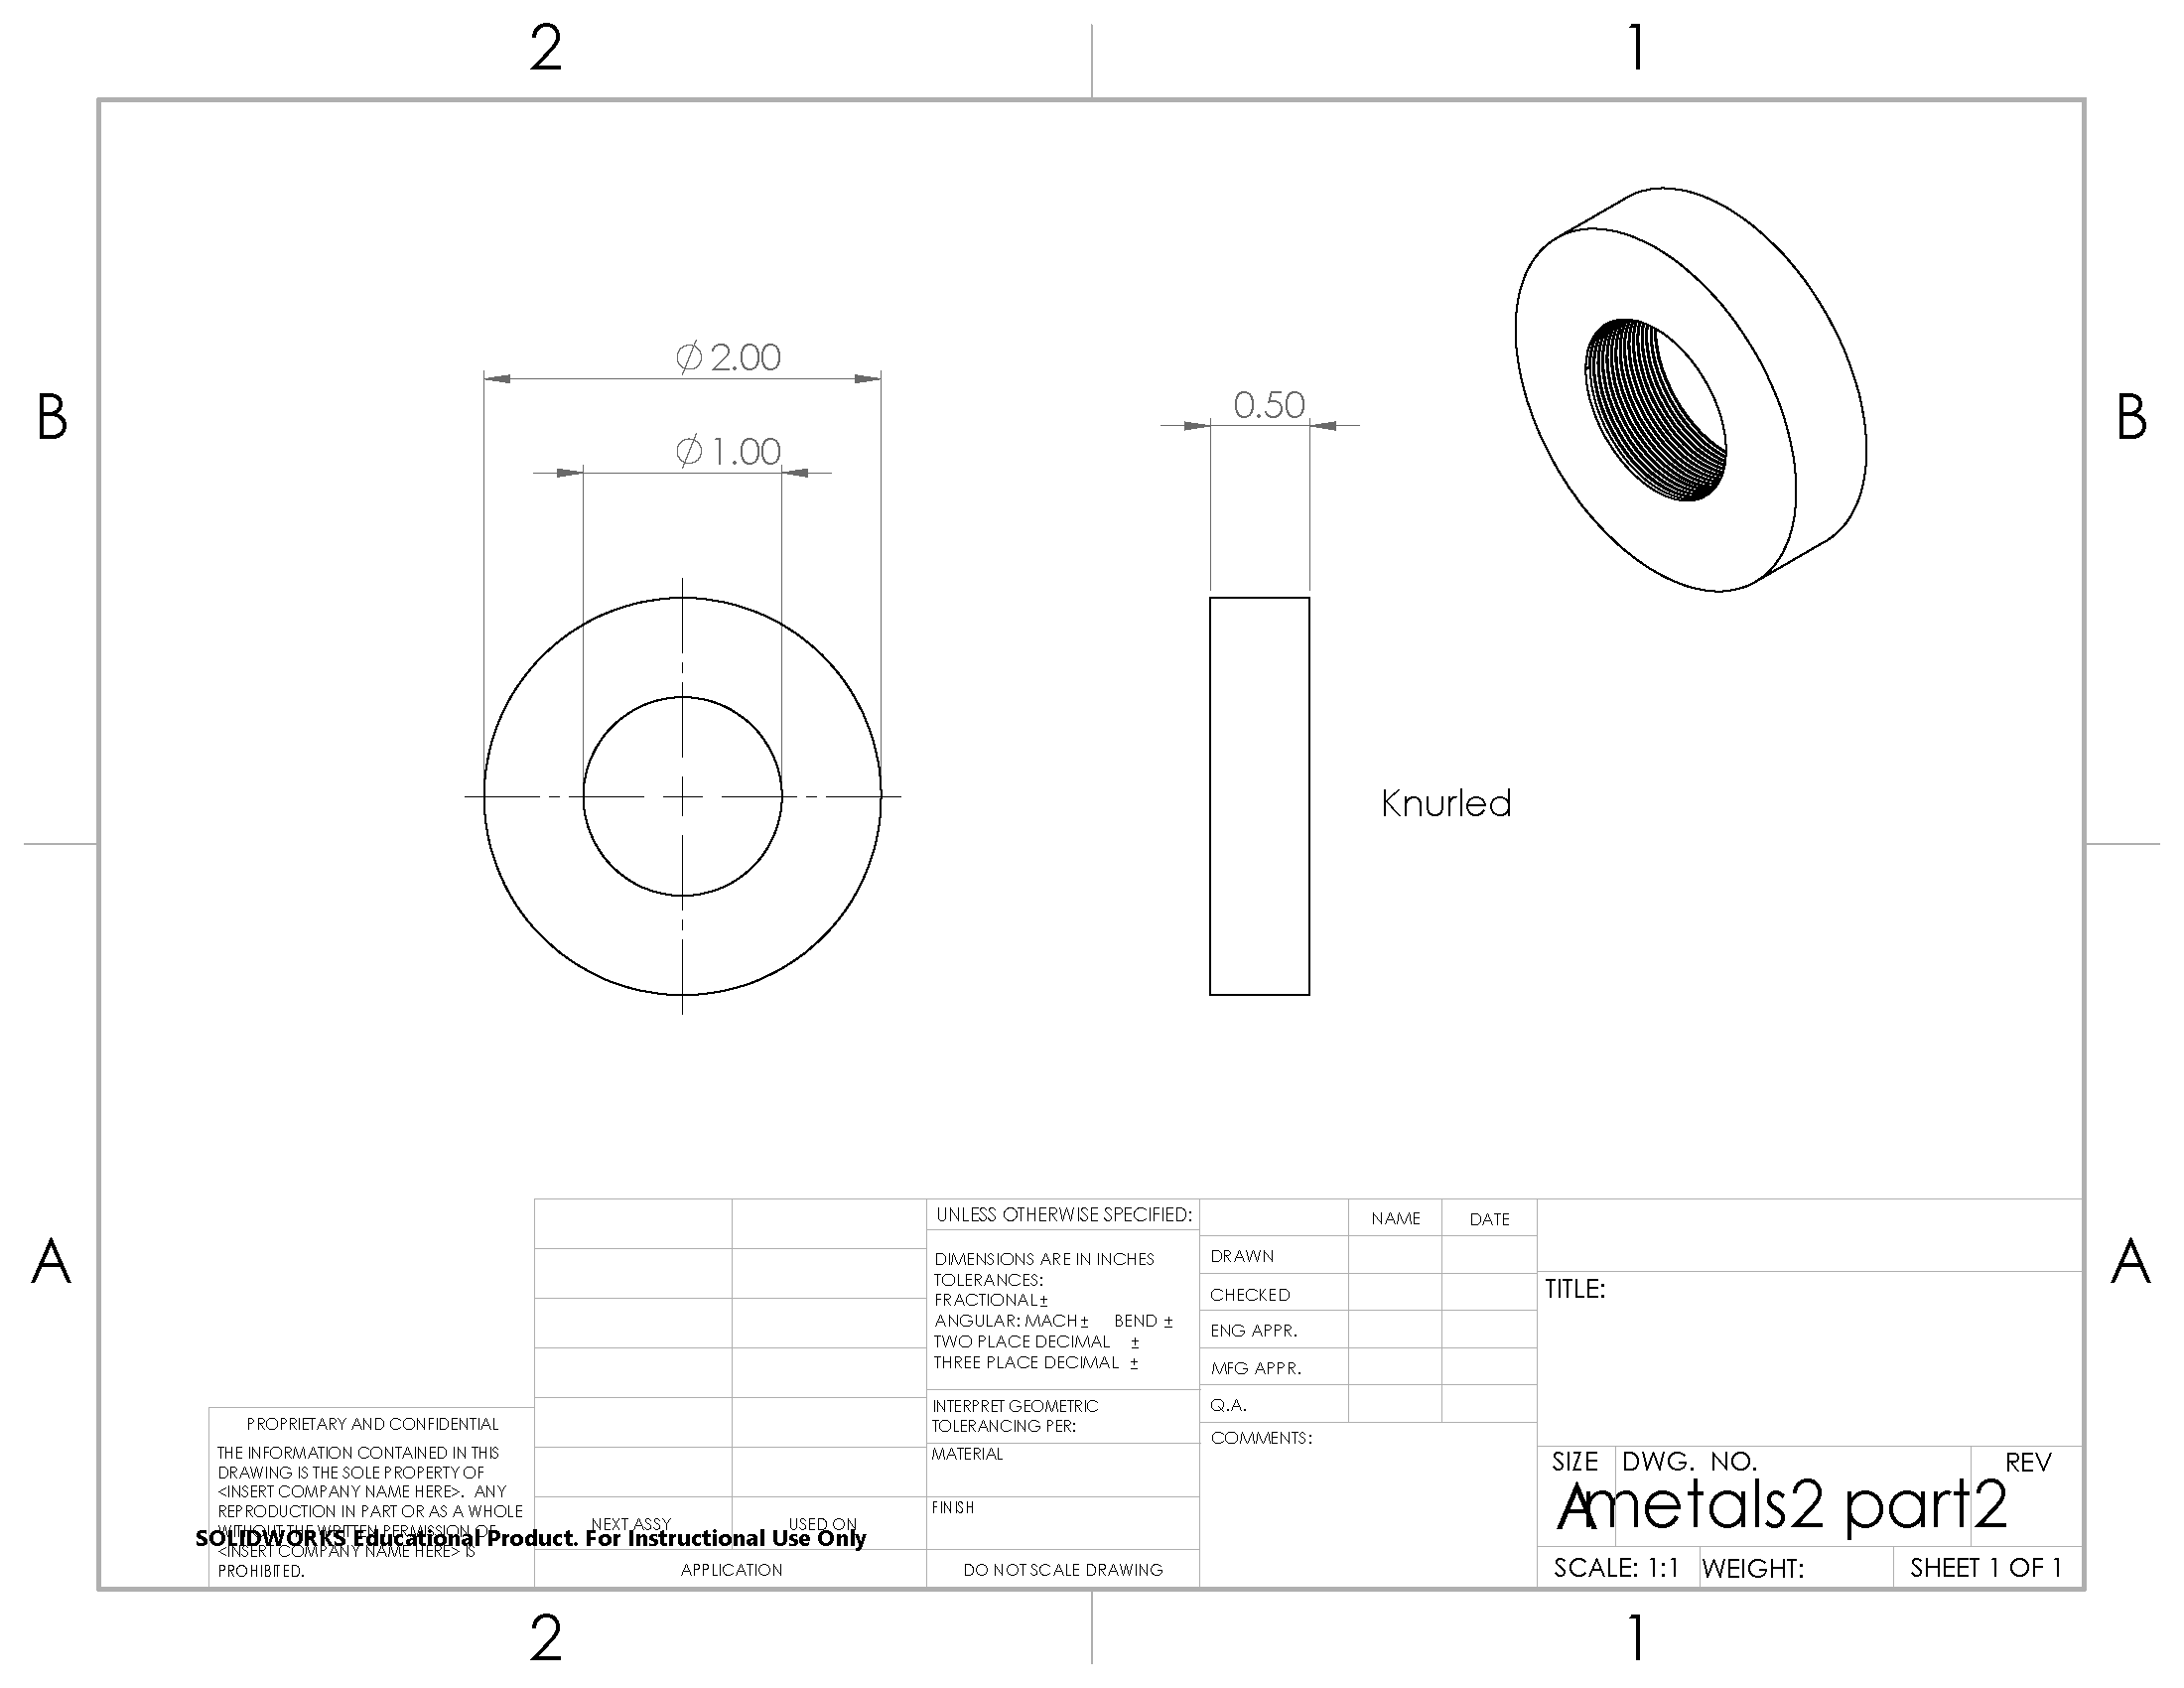 2
1
B
B
⌀2.00
⌀1.00
0.50
Knurled
A
A
UNLESS OTHERWISE SPECIFIED:
DIMENSIONS ARE IN INCHES
TOLERANCES:
FRACTIONAL±
ANGULAR: MACH± BEND ±
TWO PLACE DECIMAL ±
THREE PLACE DECIMAL ±
INTERPRET GEOMETRIC
TOLERANCING PER:
MATERIAL
FINISH
DO NOT SCALE DRAWING
NAME DATE
DRAWN
CHECKED
ENG APPR.
MFG APPR.
Q.A.
COMMENTS:
TITLE:
SIZE DWG. NO. REV
A metals2 part2
SCALE: 1:1 WEIGHT: SHEET 1 OF 1
PROPRIETARY AND CONFIDENTIAL
THE INFORMATION CONTAINED IN THIS
DRAWING IS THE SOLE PROPERTY OF
<INSERT COMPANY NAME HERE>. ANY
REPRODUCTION IN PART OR AS A WHOLE
WITHOUT THE WRITTEN PERMISSION OF
<INSERT COMPANY NAME HERE> IS
PROHIBITED.
NEXT ASSY USED ON
SOLIDWORKS Educational Product. For Instructional Use Only
APPLICATION
2
1